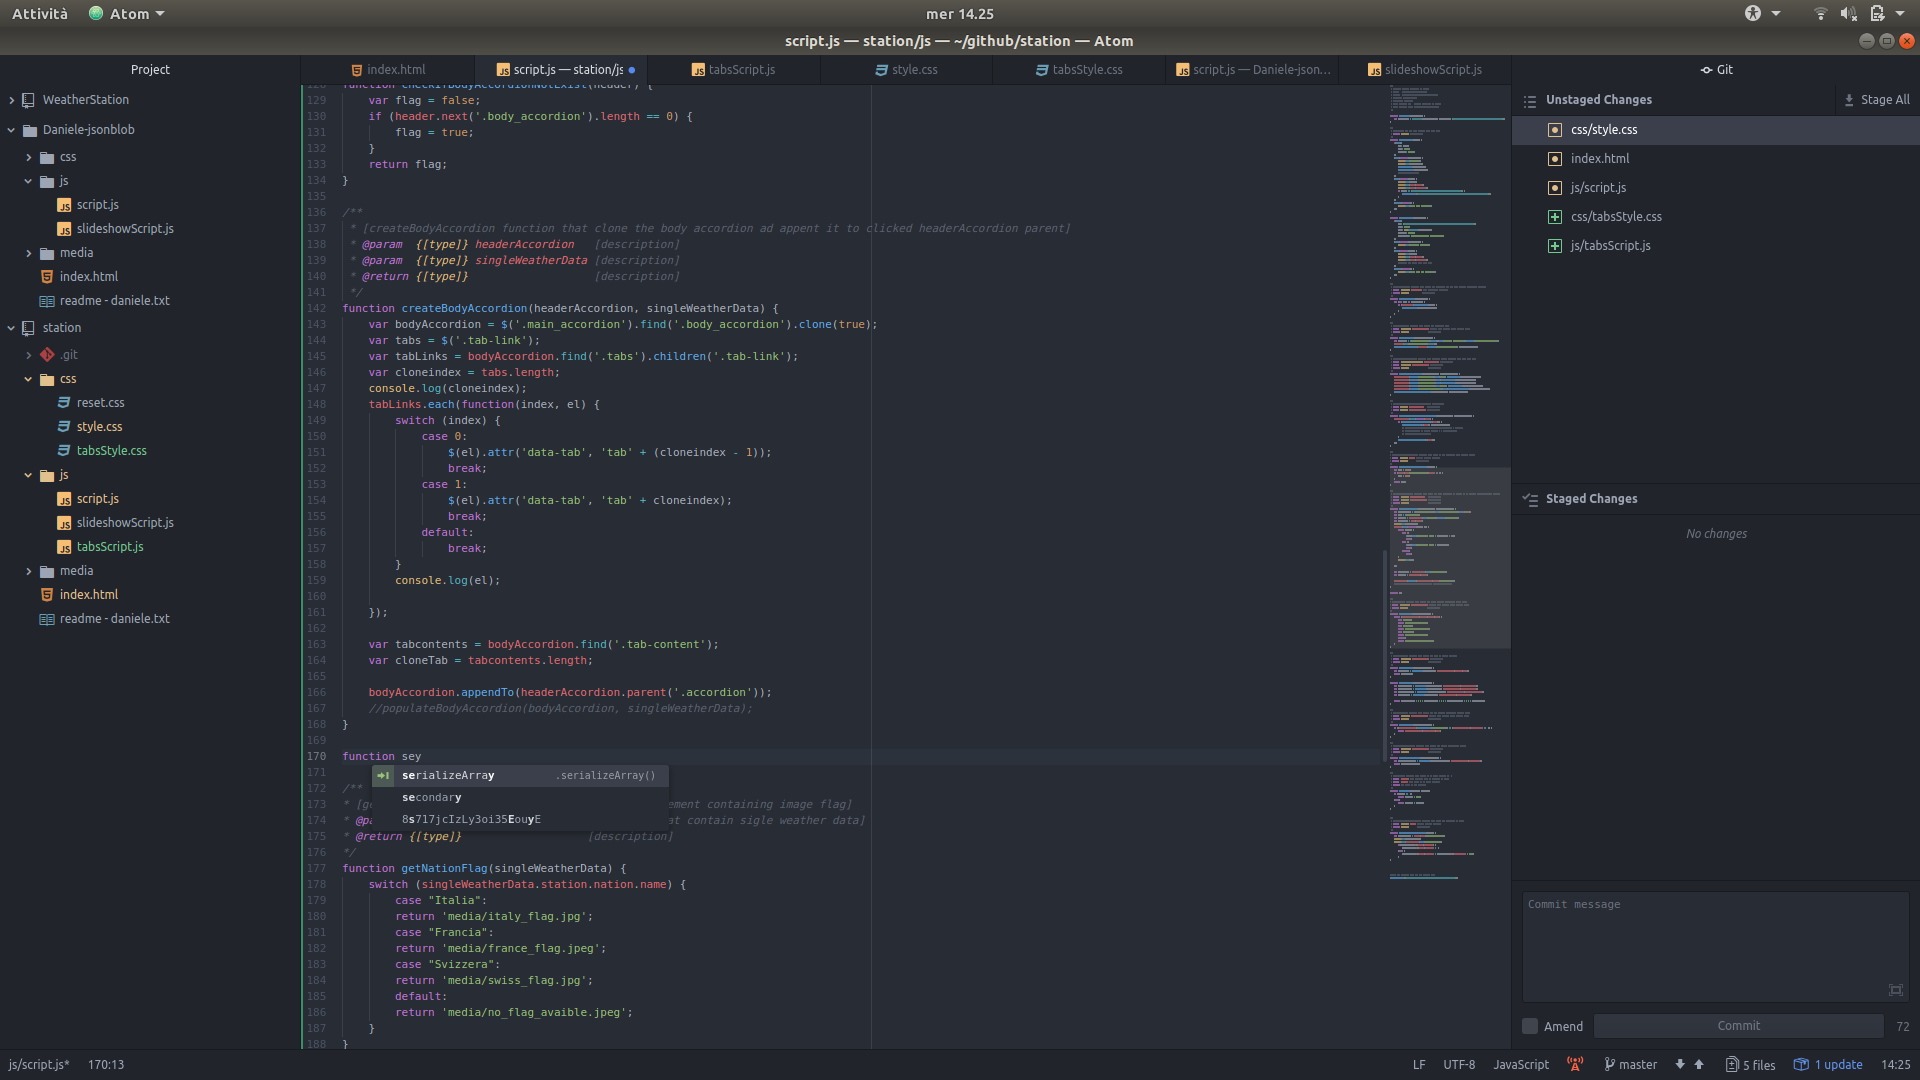 Attività
Atom
mer 14.25
script.js — station/js — ~/github/station — Atom
Project
index.html
script.js — station/js
tabsScript.js
style.css
tabsStyle.css
script.js — Daniele-json...
slideshowScript.js
Git
WeatherStation
Daniele-jsonblob
css
js
script.js
slideshowScript.js
media
index.html
readme - daniele.txt
station
.git
css
reset.css
style.css
tabsStyle.css
js
script.js
slideshowScript.js
tabsScript.js
media
index.html
readme - daniele.txt
129 var flag = false;
130 if (header.next('.body_accordion').length == 0) {
131 flag = true;
132 }
133 return flag;
134 }
135
136 /**
137 * [createBodyAccordion function that clone the body accordion ad appent it to clicked headerAccordion parent]
138 * @param {[type]} headerAccordion [description]
139 * @param {[type]} singleWeatherData [description]
140 * @return {[type]} [description]
141 */
142 function createBodyAccordion(headerAccordion, singleWeatherData) {
143 var bodyAccordion = $('.main_accordion').find('.body_accordion').clone(true);
144 var tabs = $('.tab-link');
145 var tabLinks = bodyAccordion.find('.tabs').children('.tab-link');
146 var cloneindex = tabs.length;
147 console.log(cloneindex);
148 tabLinks.each(function(index, el) {
149 switch (index) {
150 case 0:
151 $(el).attr('data-tab', 'tab' + (cloneindex - 1));
152 break;
153 case 1:
154 $(el).attr('data-tab', 'tab' + cloneindex);
155 break;
156 default:
157 break;
158 }
159 console.log(el);
160
161 });
162
163 var tabcontents = bodyAccordion.find('.tab-content');
164 var cloneTab = tabcontents.length;
165
166 bodyAccordion.appendTo(headerAccordion.parent('.accordion'));
167 //populateBodyAccordion(bodyAccordion, singleWeatherData);
168 }
169
170 function sey
171
serializeArray .serializeArray()
secondary
8s717jcIzLy3oi35EouyE
172 /**
173 * [ge ement containing image flag]
174 * @pa at contain sigle weather data]
175 * @return {[type]} [description]
176 */
177 function getNationFlag(singleWeatherData) {
178 switch (singleWeatherData.station.nation.name) {
179 case "Italia":
180 return 'media/italy_flag.jpg';
181 case "Francia":
182 return 'media/france_flag.jpeg';
183 case "Svizzera":
184 return 'media/swiss_flag.jpg';
185 default:
186 return 'media/no_flag_avaible.jpeg';
187 }
188 }
Unstaged Changes
Stage All
css/style.css
index.html
js/script.js
css/tabsStyle.css
js/tabsScript.js
Staged Changes
No changes
Commit message
Amend
Commit
72
js/script.js*
170:13
LF
UTF-8
JavaScript
master
5 files
1 update
14:25